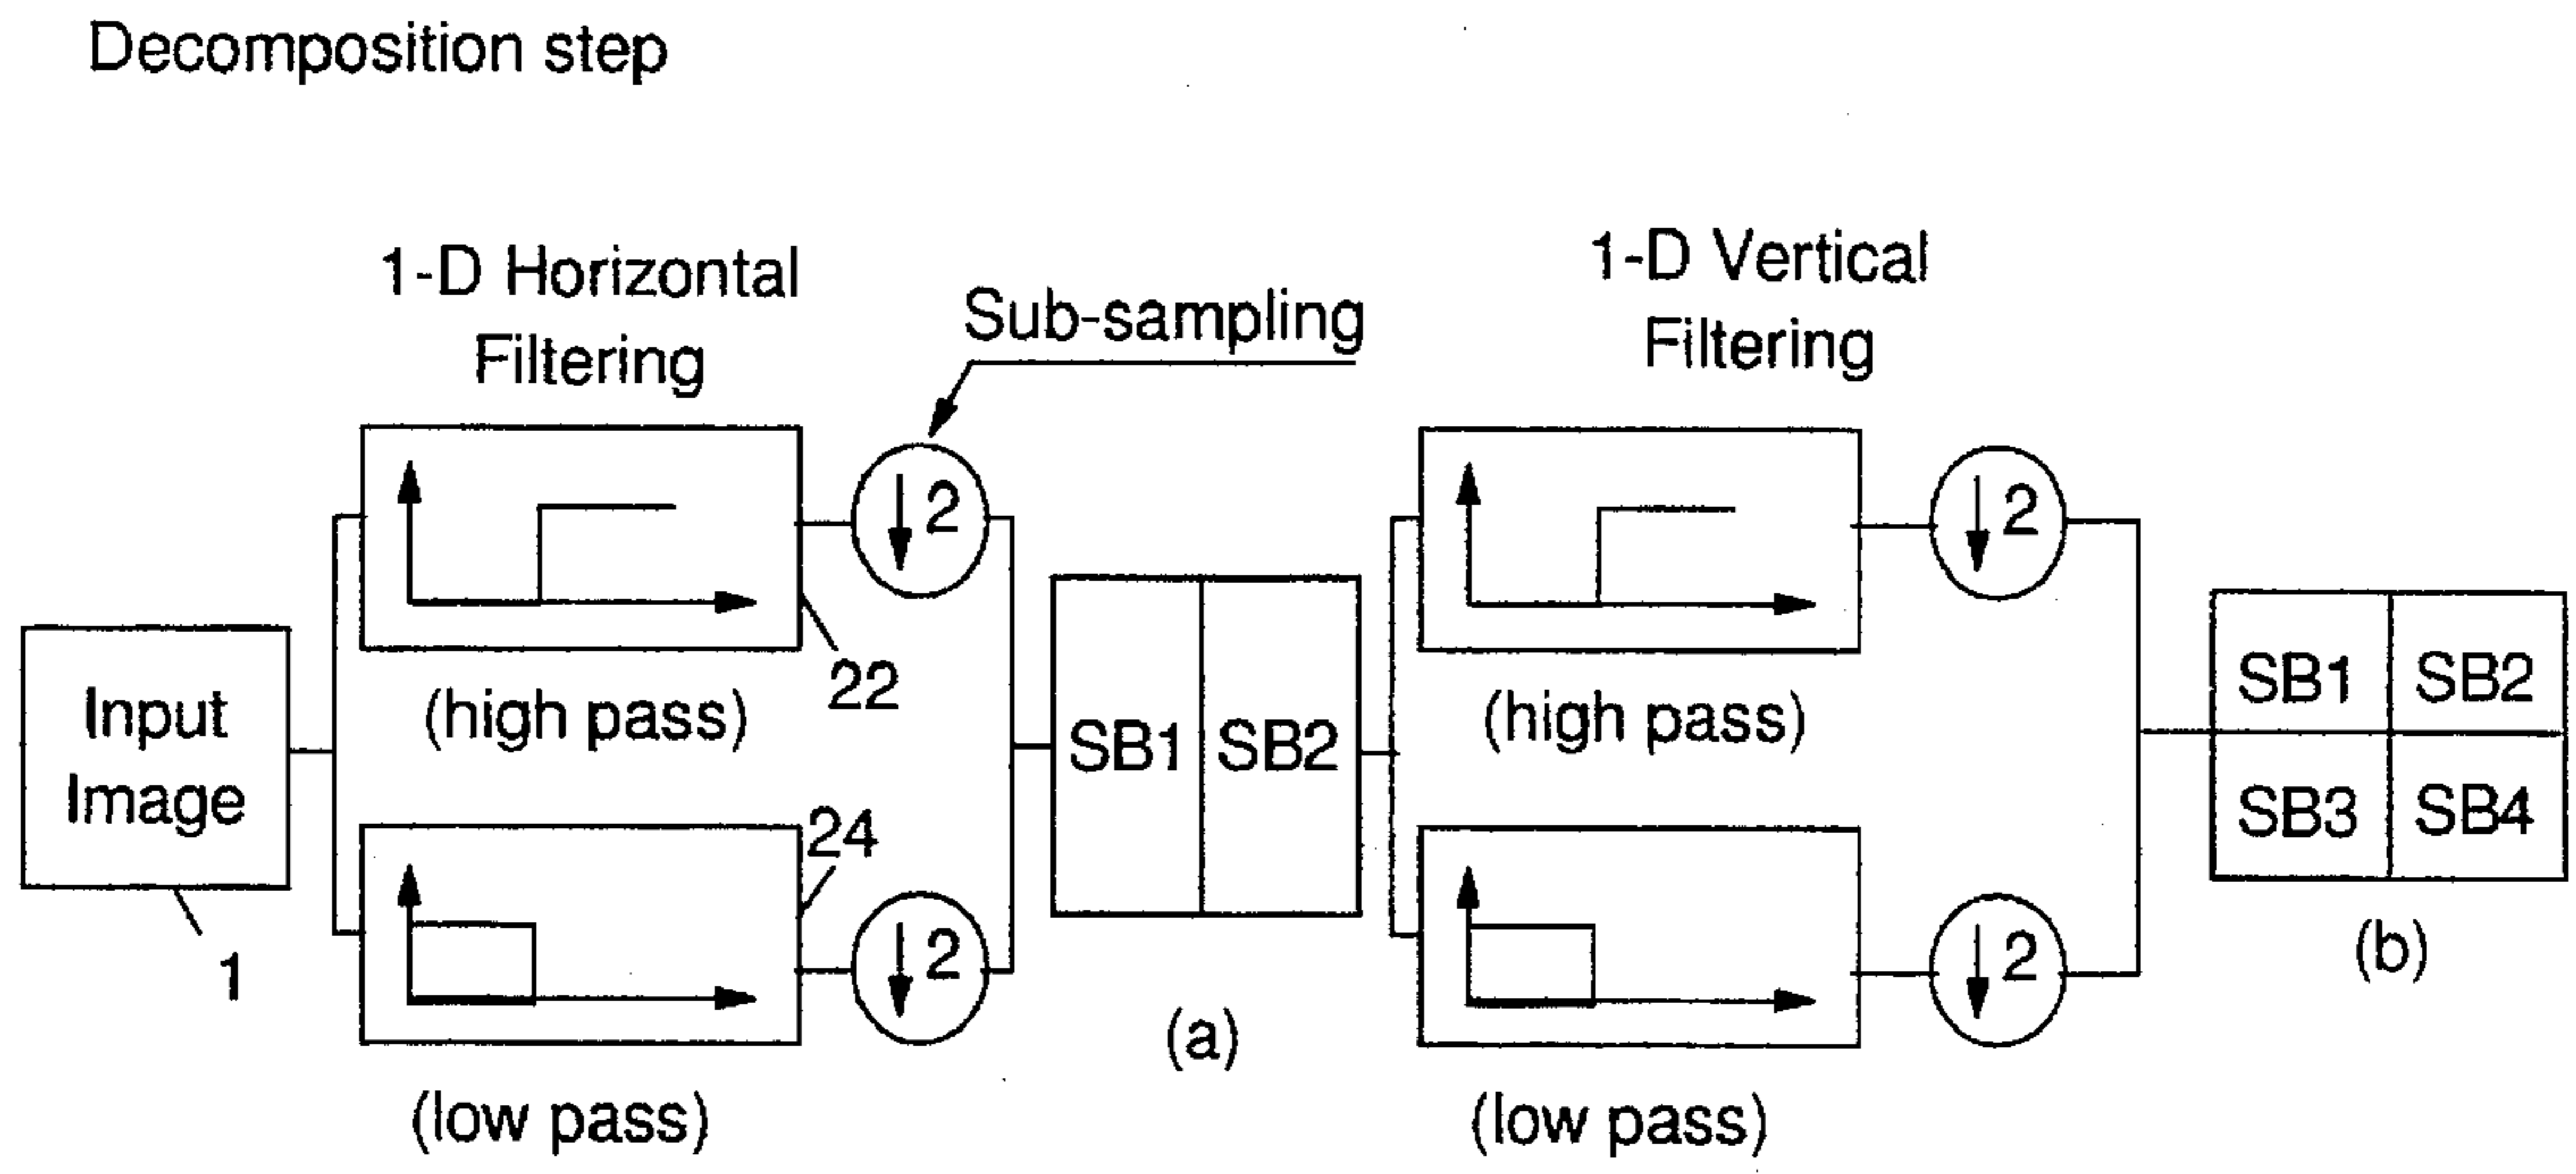 Decomposition step
1-D Horizontal
Filtering
Sub-sampling
1-D Vertical
Filtering
2
2
22
(high pass)
(high pass)
Input
Image
1
SB1 SB2
SB1 SB2
SB3 SB4
24
2
2
(a)
(b)
(low pass)
(low pass)